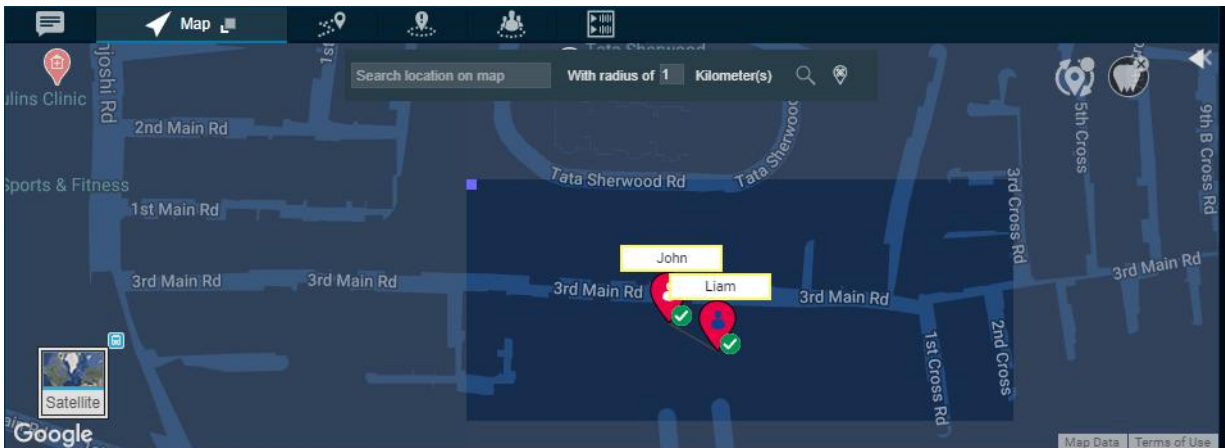 Map
Search location on map
With radius of 1 Kilometer(s)
Tata Sherwood
njoshi Rd
1st
ulins Clinic
2nd Main Rd
5th Cross
9th B Cross Rd
Tata Sherwood Rd
Tata Sherwood
Sports & Fitness
3rd Cross Rd
1st Main Rd
John
Liam
3rd Main Rd
3rd Main Rd
3rd Main Rd
3rd Main Rd
3rd Main Rd
1st Cross Rd
2nd Cross
Satellite
Google
Map Data
Terms of Use